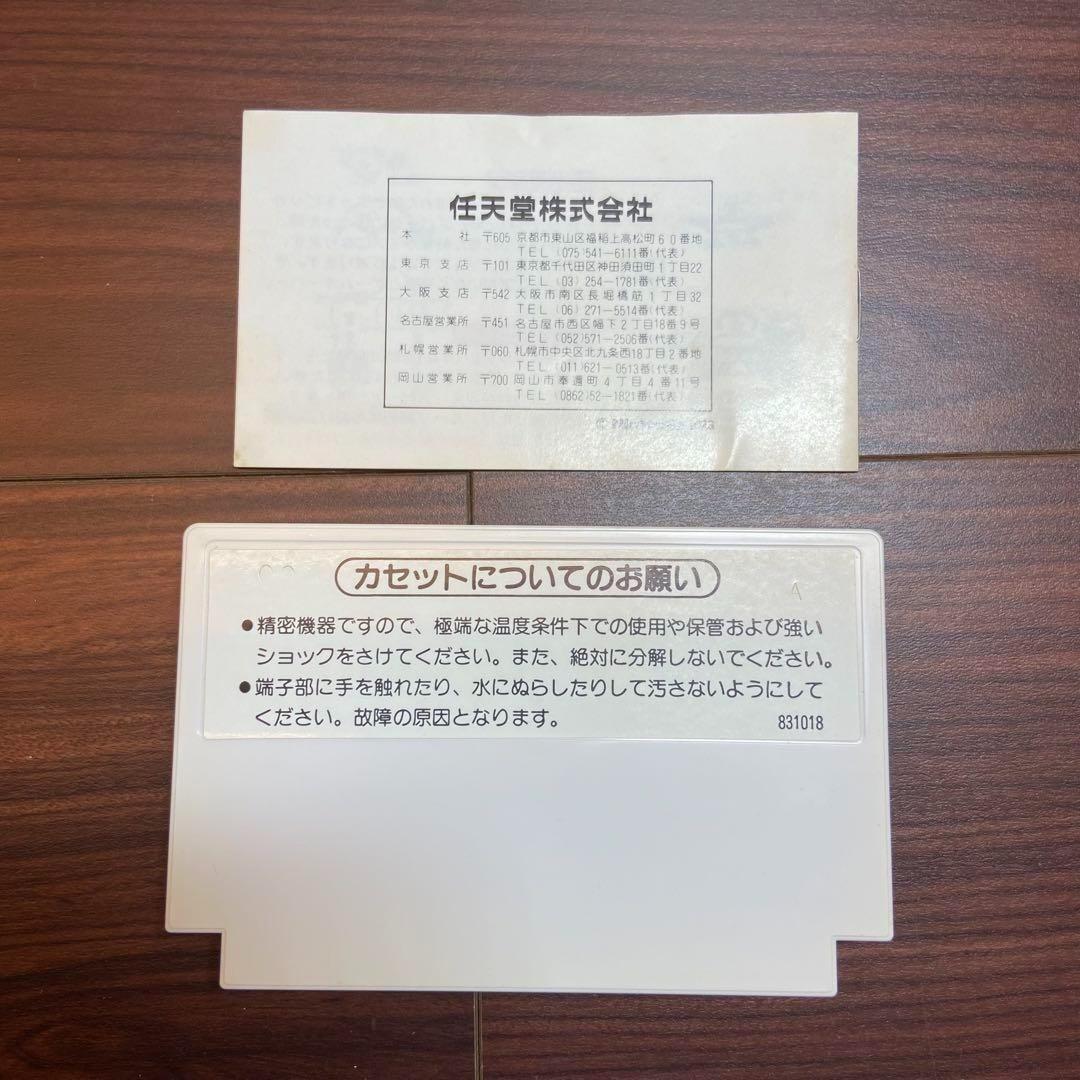 任天堂株式会社
本 社 〒605 京都市東山区福稲上高松町60番地
TEL (075)541-6111番(代表)
東京支店 〒101 東京都千代田区神田須田町1丁目22
TEL (03) 254-1781番(代表)
大阪支店 〒542 大阪市南区長堀橋筋1丁目32
TEL (06) 271-5514番(代表)
名古屋営業所 〒451 名古屋市西区幅下2丁目18番9号
TEL (052)571-2506番(代表)
札幌営業所 〒060 札幌市中央区北九条西18丁目2番地
TEL (011)621-0513番(代表)
岡山営業所 〒700 岡山市奉還町4丁目4番11号
TEL (0862)52-1821番(代表)
カセットについてのお願い
●精密機器ですので、極端な温度条件下での使用や保管および強い
ショックをさけてください。また、絶対に分解しないでください。
●端子部に手を触れたり、水にぬらしたりして汚さないようにして
ください。故障の原因となります。
831018